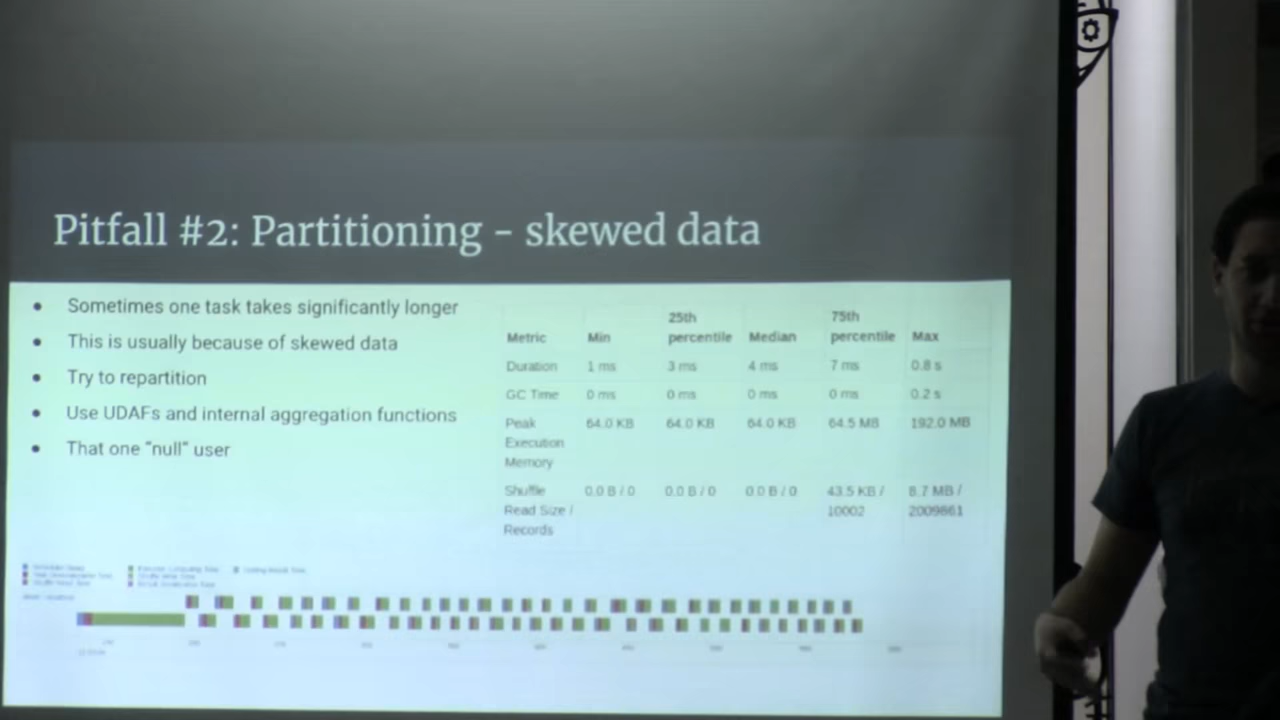 Pitfall #2: Partitioning - skewed data
• Sometimes one task takes significantly longer
• This is usually because of skewed data
• Try to repartition
• Use UDAFs and internal aggregation functions
• That one “null” user
Metric Min 25th percentile Median 75th percentile Max
Duration 1 ms 3 ms 4 ms 7 ms 0.8 s
GC Time 0 ms 0 ms 0 ms 0 ms 0.2 s
Peak Execution Memory 64.0 KB 64.0 KB 64.0 KB 64.5 MB 192.0 MB
Shuffle Read Size / Records 0.0 B / 0 0.0 B / 0 0.0 B / 0 43.5 KB / 10002 8.7 MB / 2009861